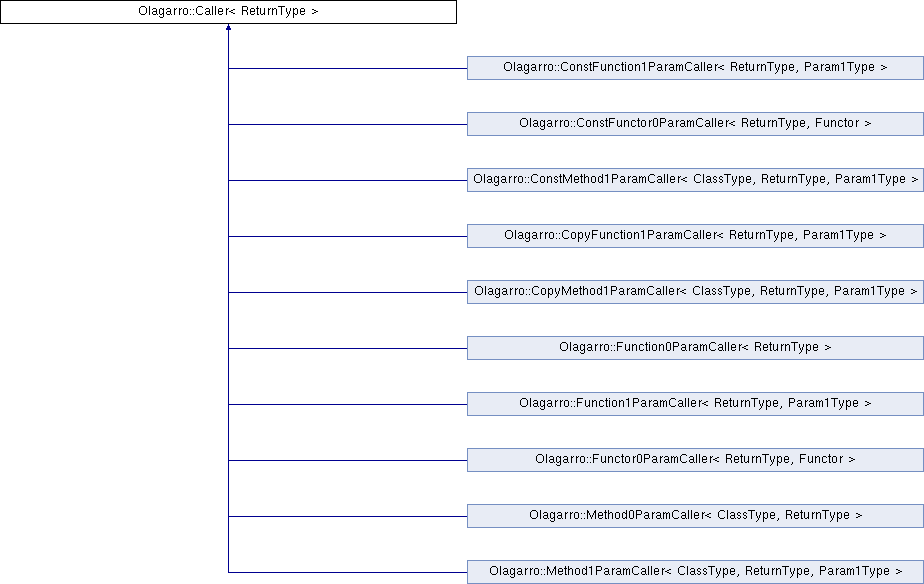 Olagarro::Caller< ReturnType >
Olagarro::ConstFunction1ParamCaller< ReturnType, Param1Type >
Olagarro::ConstFunctor0ParamCaller< ReturnType, Functor >
Olagarro::ConstMethod1ParamCaller< ClassType, ReturnType, Param1Type >
Olagarro::CopyFunction1ParamCaller< ReturnType, Param1Type >
Olagarro::CopyMethod1ParamCaller< ClassType, ReturnType, Param1Type >
Olagarro::Function0ParamCaller< ReturnType >
Olagarro::Function1ParamCaller< ReturnType, Param1Type >
Olagarro::Functor0ParamCaller< ReturnType, Functor >
Olagarro::Method0ParamCaller< ClassType, ReturnType >
Olagarro::Method1ParamCaller< ClassType, ReturnType, Param1Type >